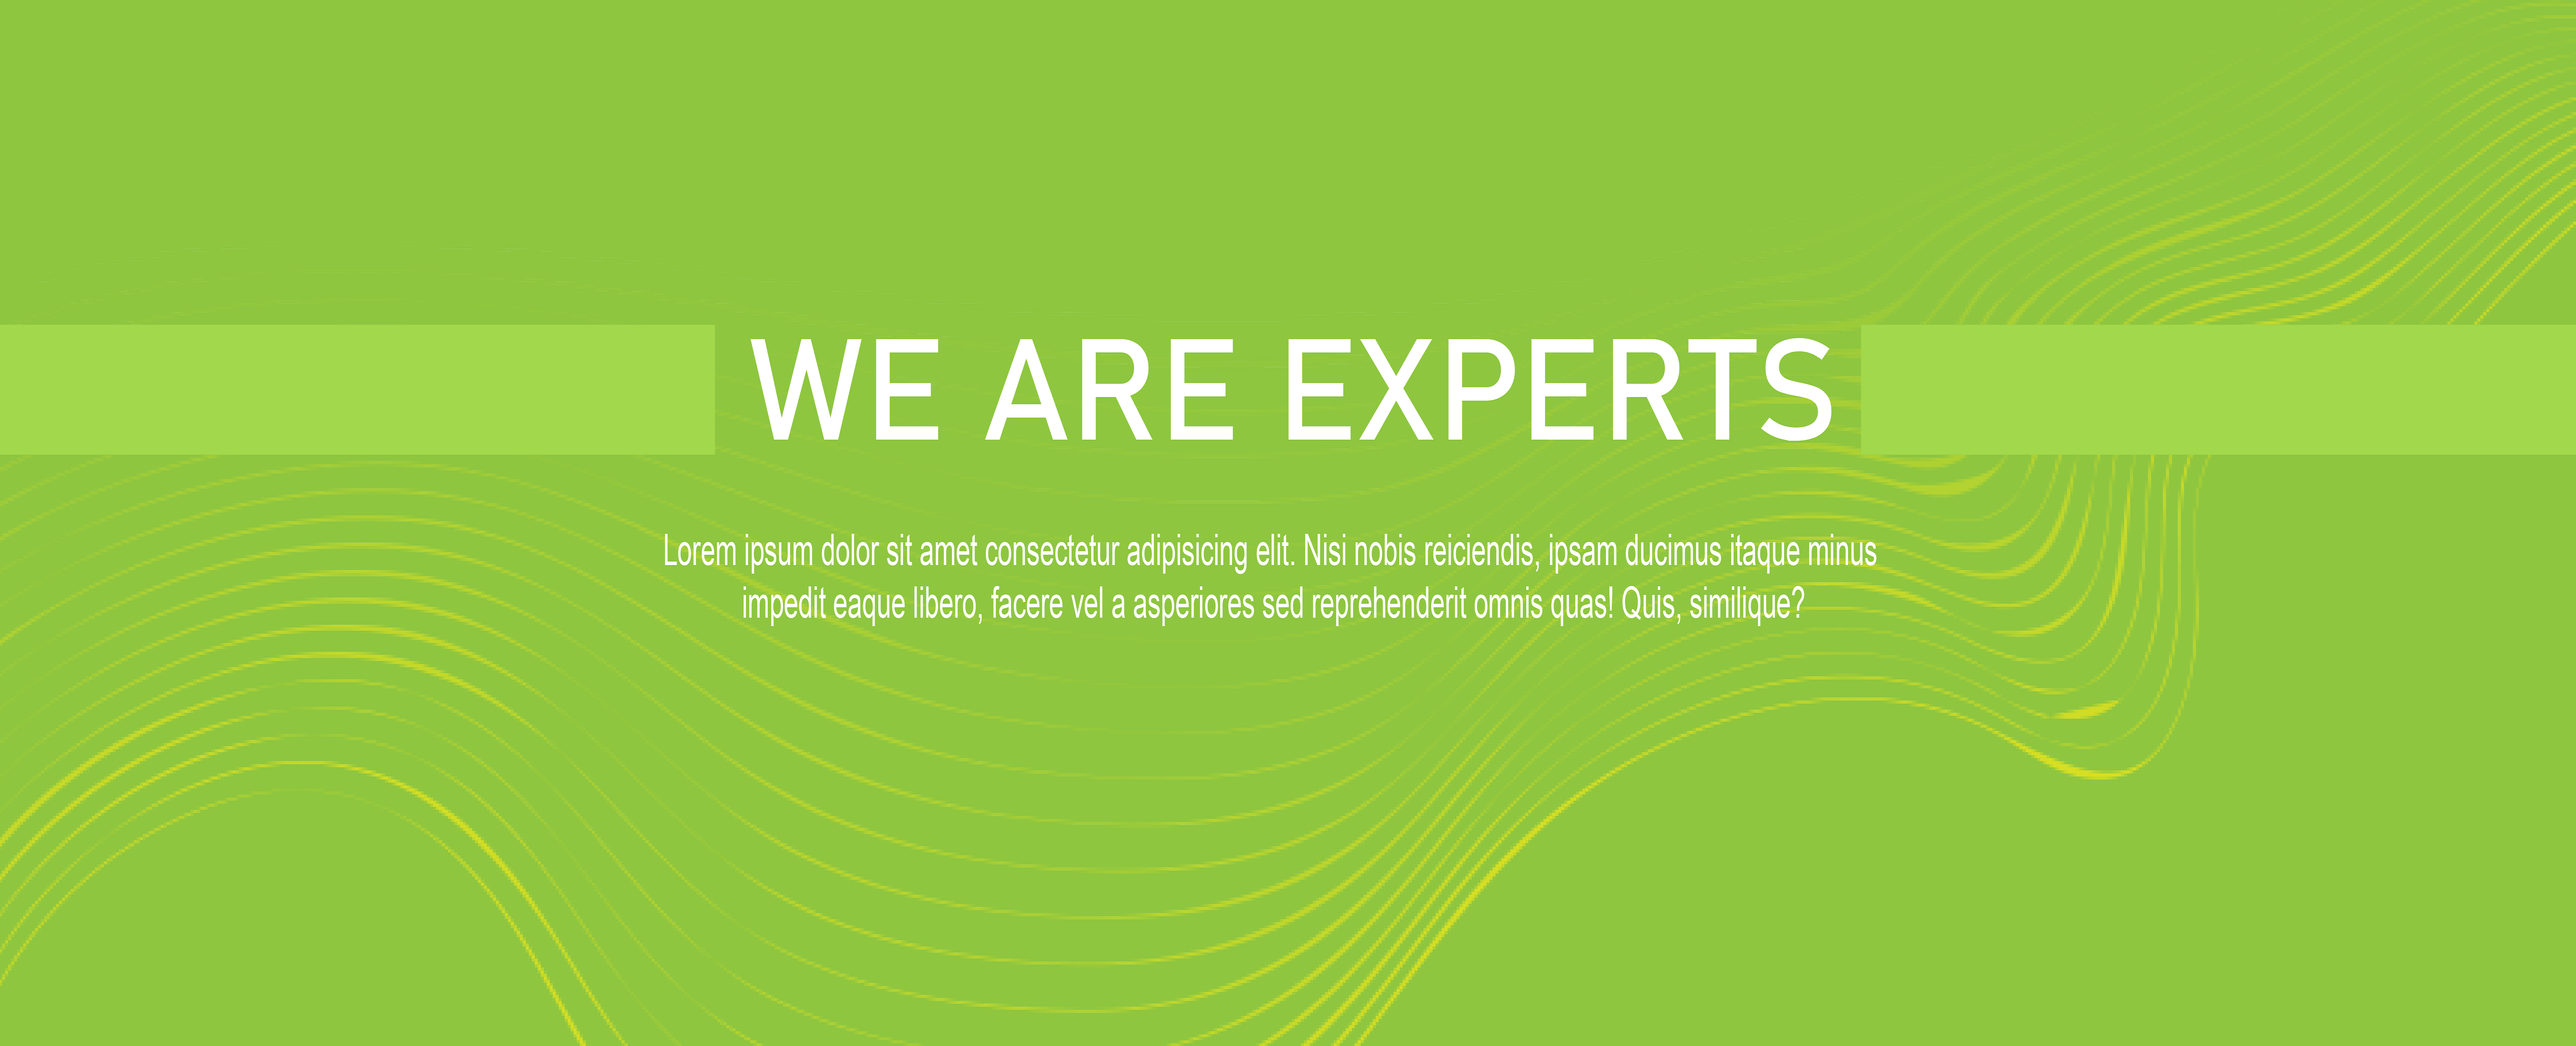 WE ARE EXPERTS
Lorem ipsum dolor sit amet consectetur adipisicing elit. Nisi nobis reiciendis, ipsam ducimus itaque minus
impedit eaque libero, facere vel a asperiores sed reprehenderit omnis quas! Quis, similique?